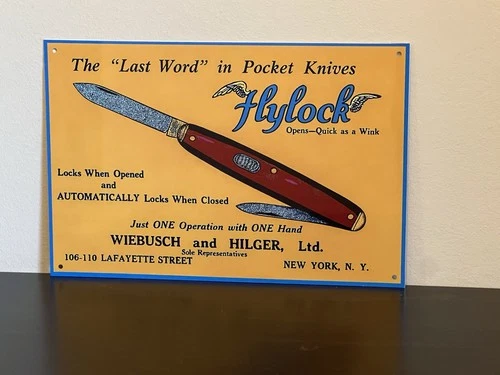 The "Last Word" in Pocket Knives
Flylock
Opens—Quick as a Wink
Locks When Opened
and
AUTOMATICALLY Locks When Closed
Just ONE Operation with ONE Hand
WIEBUSCH and HILGER, Ltd.
Sole Representatives
106-110 LAFAYETTE STREET
NEW YORK, N. Y.